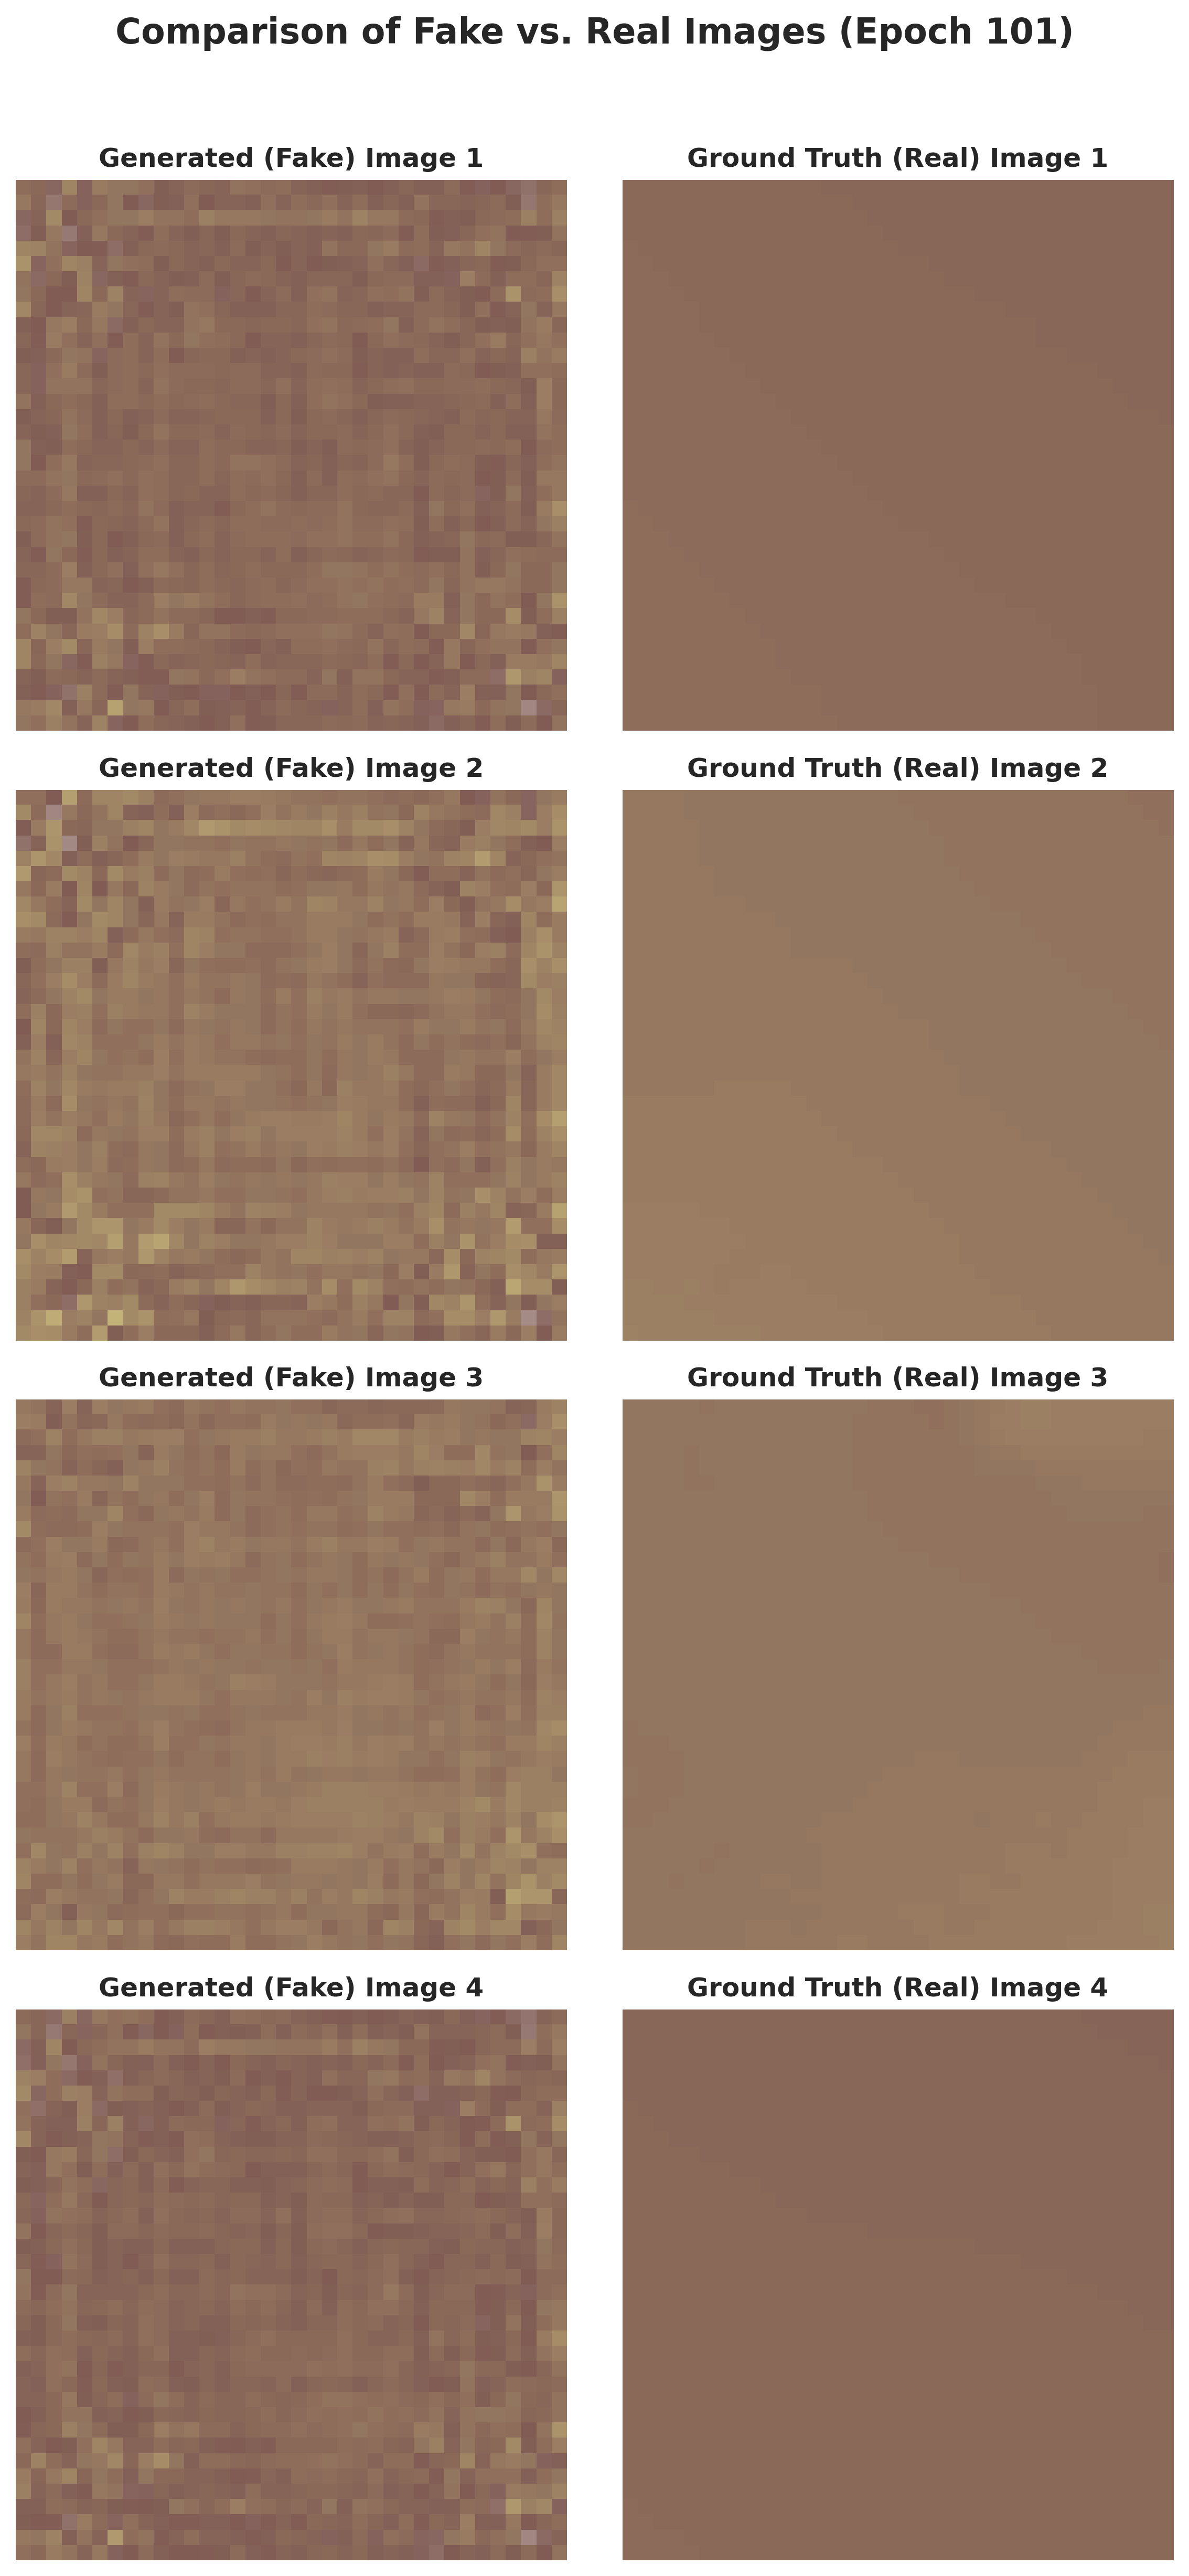 Comparison of Fake vs. Real Images (Epoch 101)
Generated (Fake) Image 1
Ground Truth (Real) Image 1
Generated (Fake) Image 2
Ground Truth (Real) Image 2
Generated (Fake) Image 3
Ground Truth (Real) Image 3
Generated (Fake) Image 4
Ground Truth (Real) Image 4